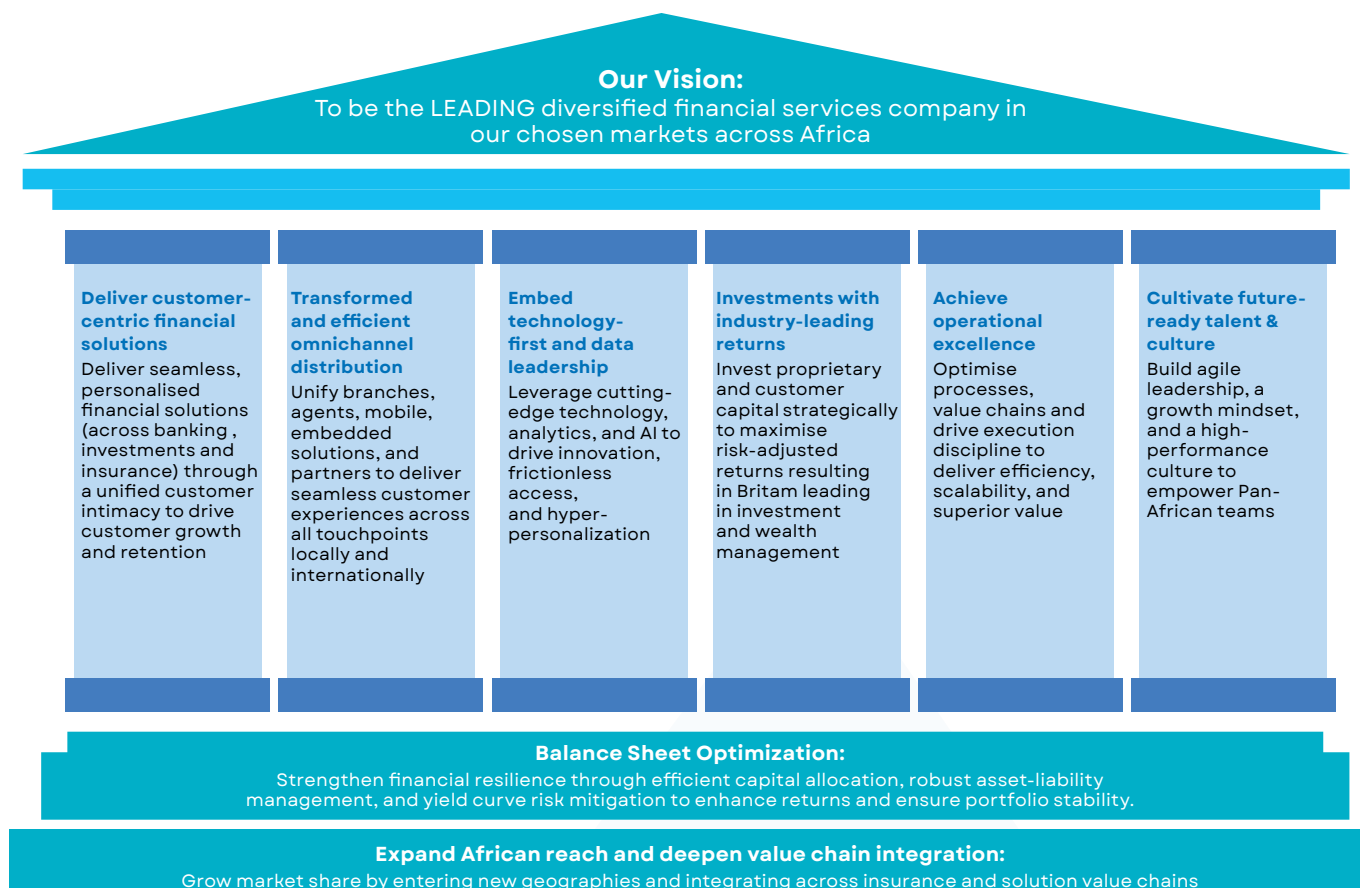 Our Vision:
To be the LEADING diversified financial services company in
our chosen markets across Africa
Deliver customer-
centric financial
solutions
Deliver seamless,
personalised
financial solutions
(across banking ,
investments and
insurance) through
a unified customer
intimacy to drive
customer growth
and retention
Transformed
and efficient
omnichannel
distribution
Unify branches,
agents, mobile,
embedded
solutions, and
partners to deliver
seamless customer
experiences across
all touchpoints
locally and
internationally
Embed
technology-
first and data
leadership
Leverage cutting-
edge technology,
analytics, and AI to
drive innovation,
frictionless
access,
and hyper-
personalization
Investments with
industry-leading
returns
Invest proprietary
and customer
capital strategically
to maximise
risk-adjusted
returns resulting
in Britam leading
in investment
and wealth
management
Achieve
operational
excellence
Optimise
processes,
value chains and
drive execution
discipline to
deliver efficiency,
scalability, and
superior value
Cultivate future-
ready talent &
culture
Build agile
leadership, a
growth mindset,
and a high-
performance
culture to
empower Pan-
African teams
Balance Sheet Optimization:
Strengthen financial resilience through efficient capital allocation, robust asset-liability
management, and yield curve risk mitigation to enhance returns and ensure portfolio stability.
Expand African reach and deepen value chain integration:
Grow market share by entering new geographies and integrating across insurance and solution value chains